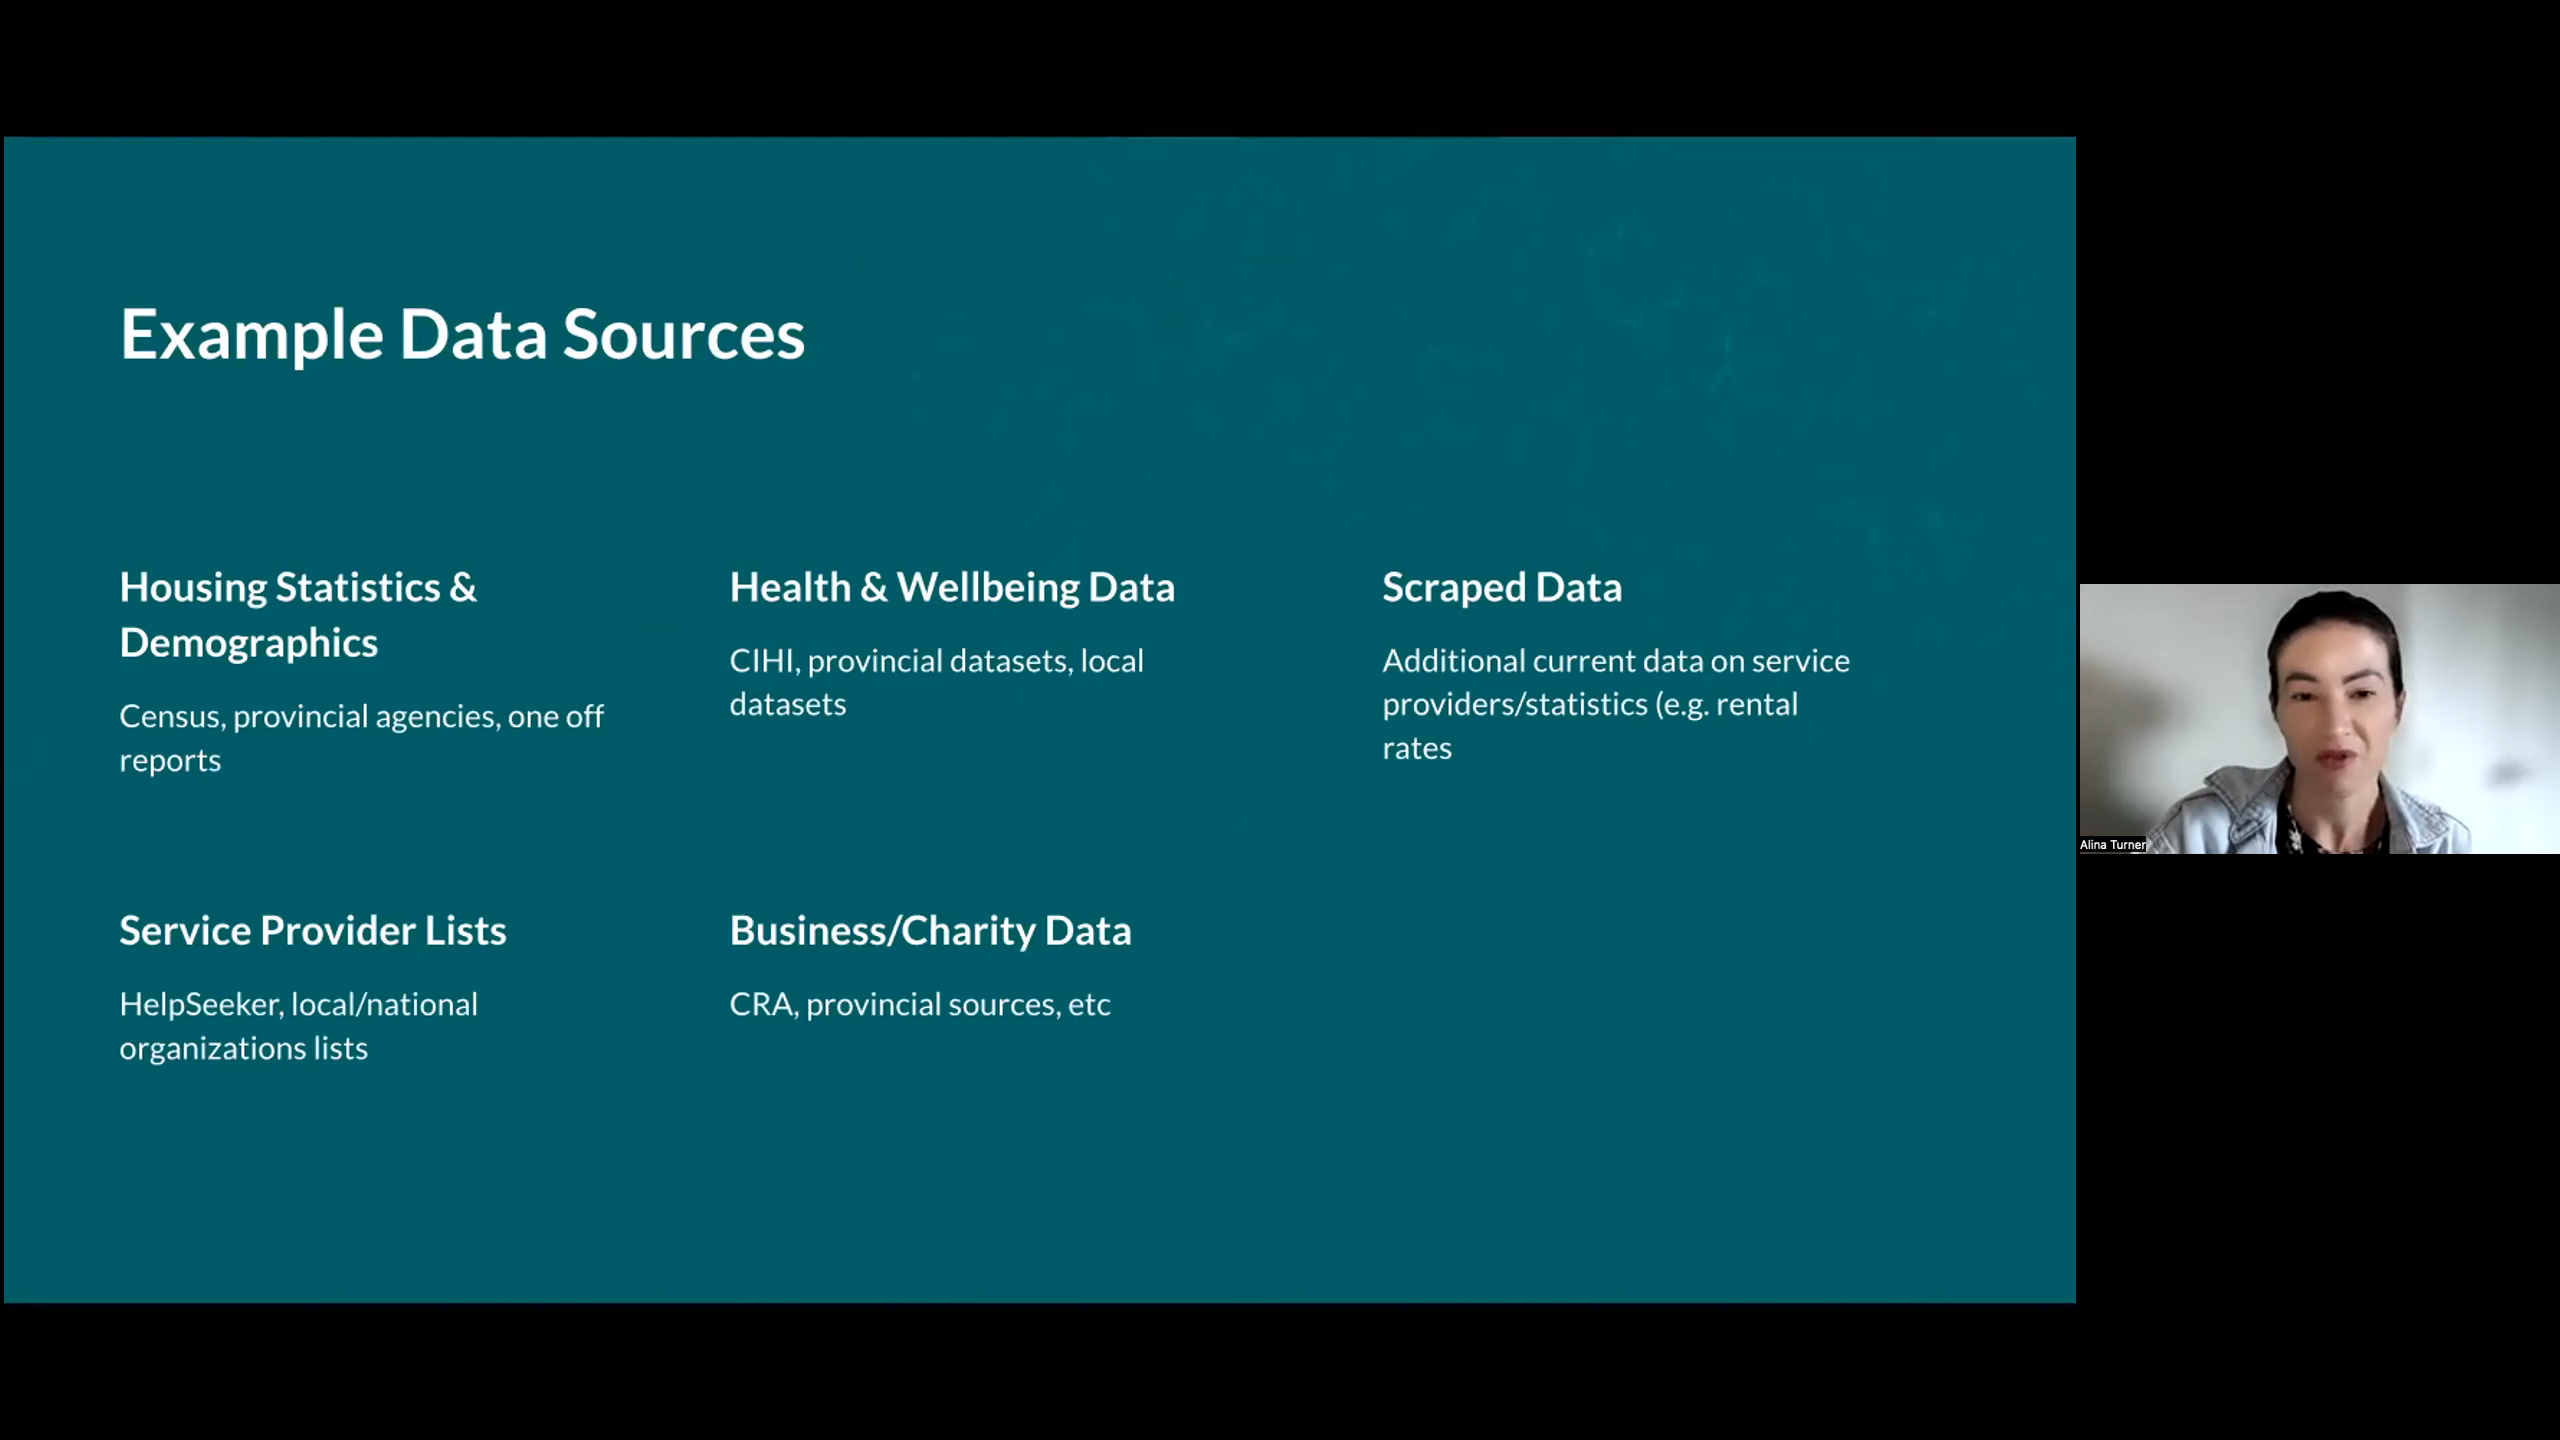 Example Data Sources
Housing Statistics &
Demographics
Census, provincial agencies, one off
reports
Health & Wellbeing Data
CIHI, provincial datasets, local
datasets
Scraped Data
Additional current data on service
providers/statistics (e.g. rental
rates
Service Provider Lists
HelpSeeker, local/national
organizations lists
Business/Charity Data
CRA, provincial sources, etc
Alina Turner